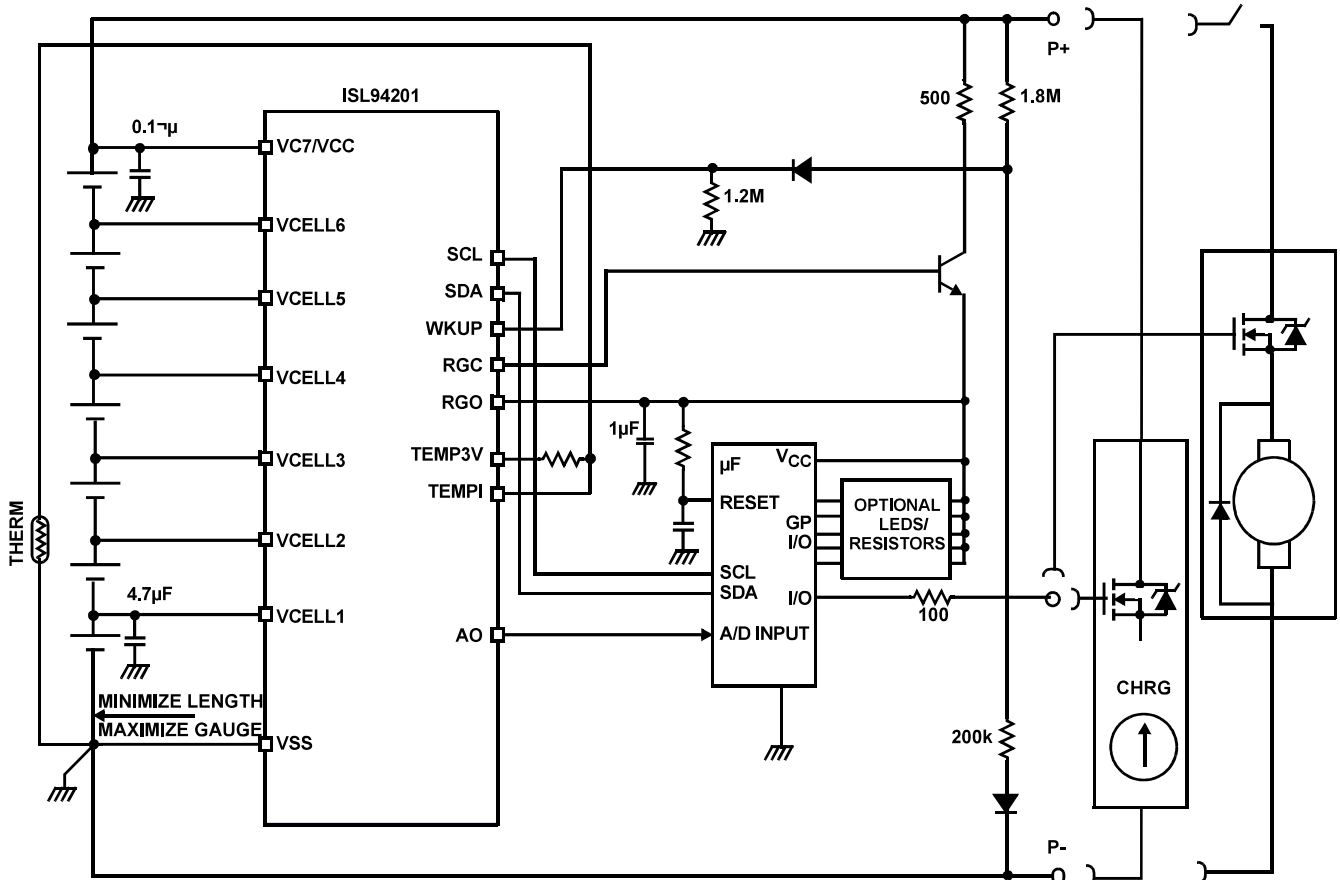 P+
ISL94201
500
1.8M
0.1¬µ
VC7/VCC
1.2M
VCELL6
SCL
SDA
VCELL5
WKUP
RGC
VCELL4
RGO
1µF
TEMP3V
VCELL3
TEMPI
µF
VCC
RESET
GP
I/O
OPTIONAL
LEDS/
RESISTORS
THERM
VCELL2
SCL
SDA
4.7µF
VCELL1
I/O
100
AO
A/D INPUT
CHRG
MINIMIZE LENGTH
MAXIMIZE GAUGE
VSS
200k
P-